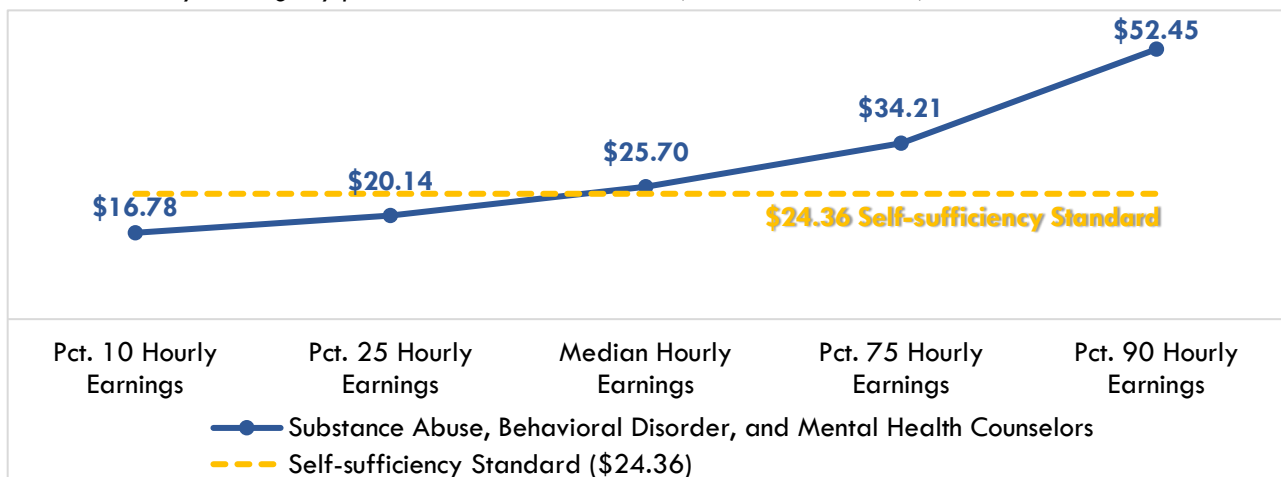 $52.45
$34.21
$25.70
$20.14
$16.78
$24.36 Self-sufficiency Standard
Pct. 10 Hourly Earnings
Pct. 25 Hourly Earnings
Median Hourly Earnings
Pct. 75 Hourly Earnings
Pct. 90 Hourly Earnings
Substance Abuse, Behavioral Disorder, and Mental Health Counselors
Self-sufficiency Standard ($24.36)